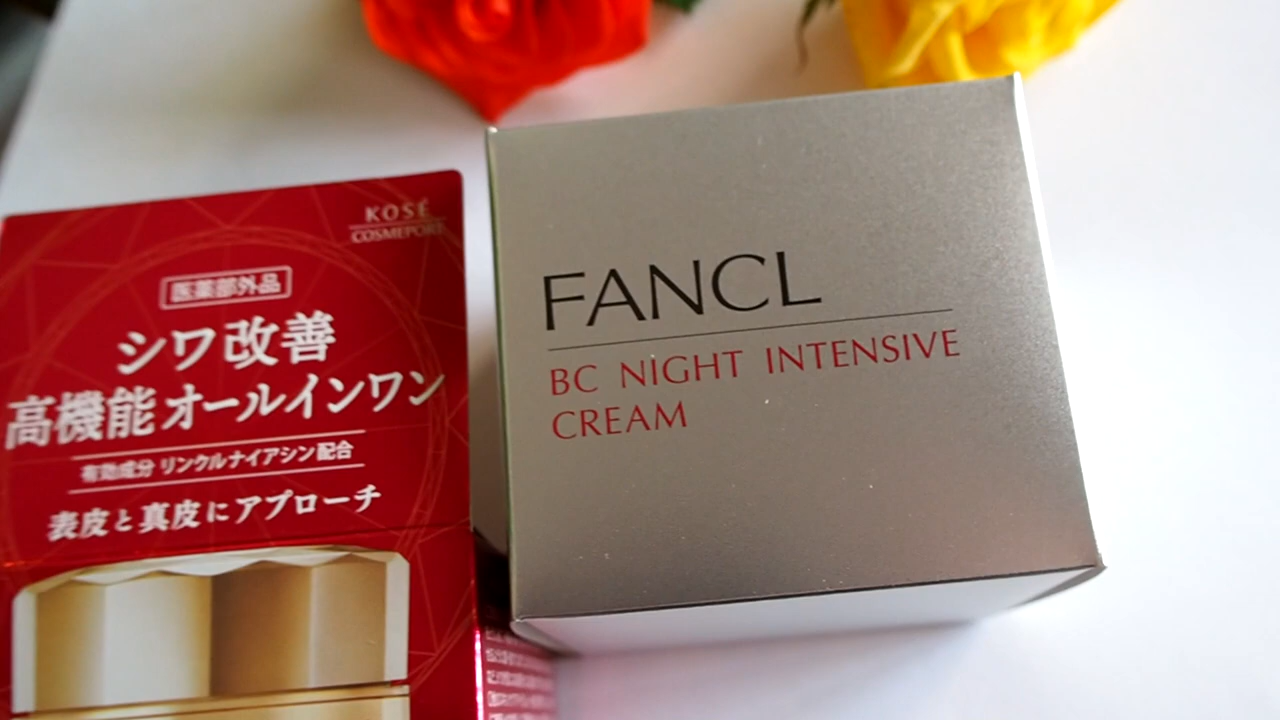 KOSÉ
COSMEPORT
医薬部外品
シワ改善
高機能オールインワン
有効成分 リンクルナイアシン配合
表皮と真皮にアプローチ
FANCL
BC NIGHT INTENSIVE
CREAM